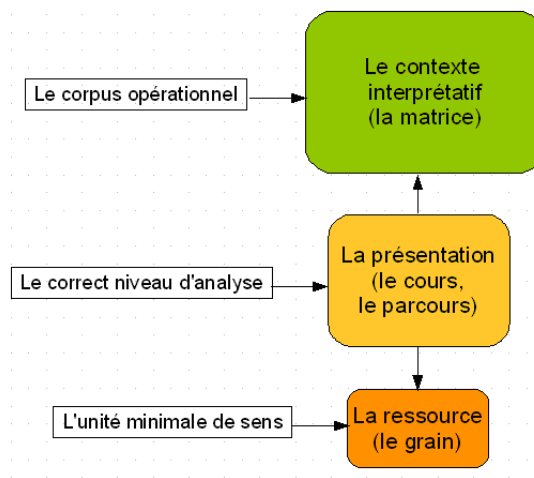 Le contexte
interprétatif
(la matrice)
Le corpus opérationnel
La présentation
(le cours,
le parcours)
Le correct niveau d'analyse
La ressource
(le grain)
L'unité minimale de sens